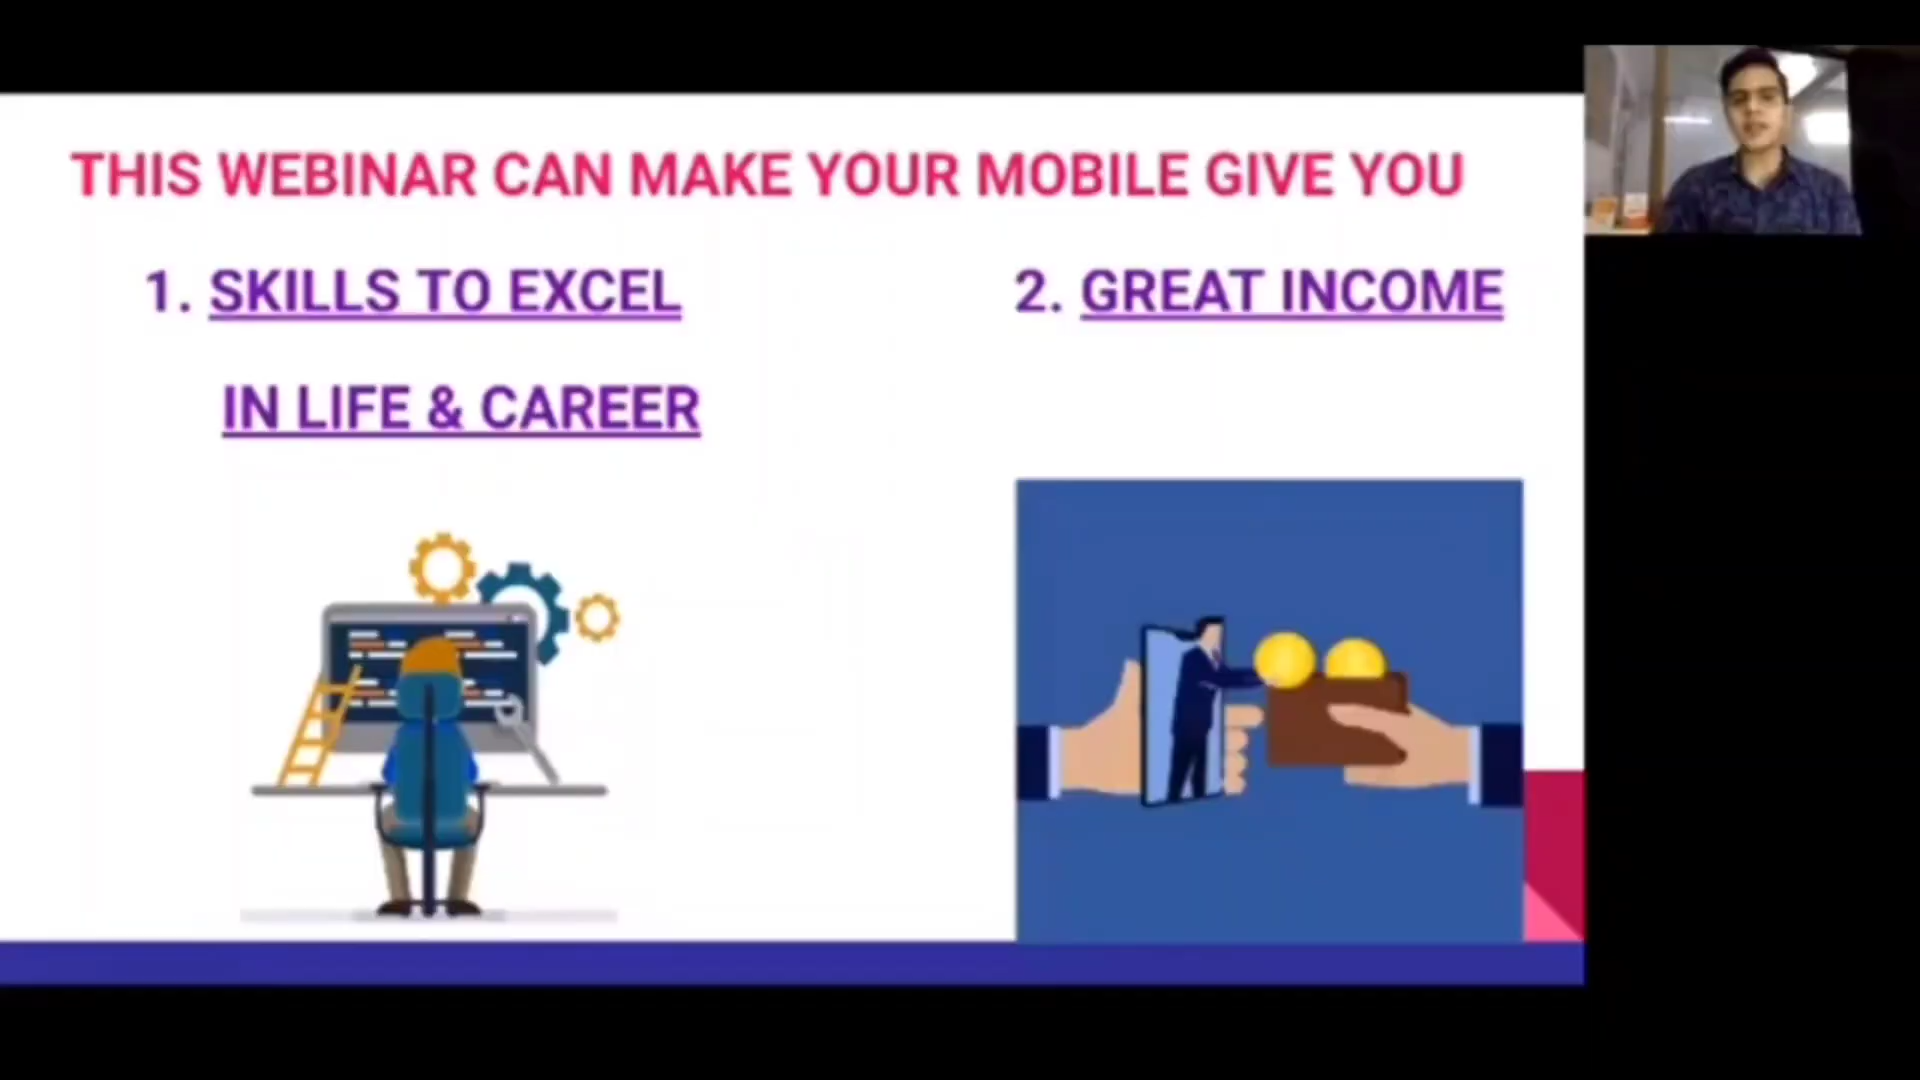 THIS WEBINAR CAN MAKE YOUR MOBILE GIVE YOU
1. SKILLS TO EXCEL
IN LIFE & CAREER
2. GREAT INCOME